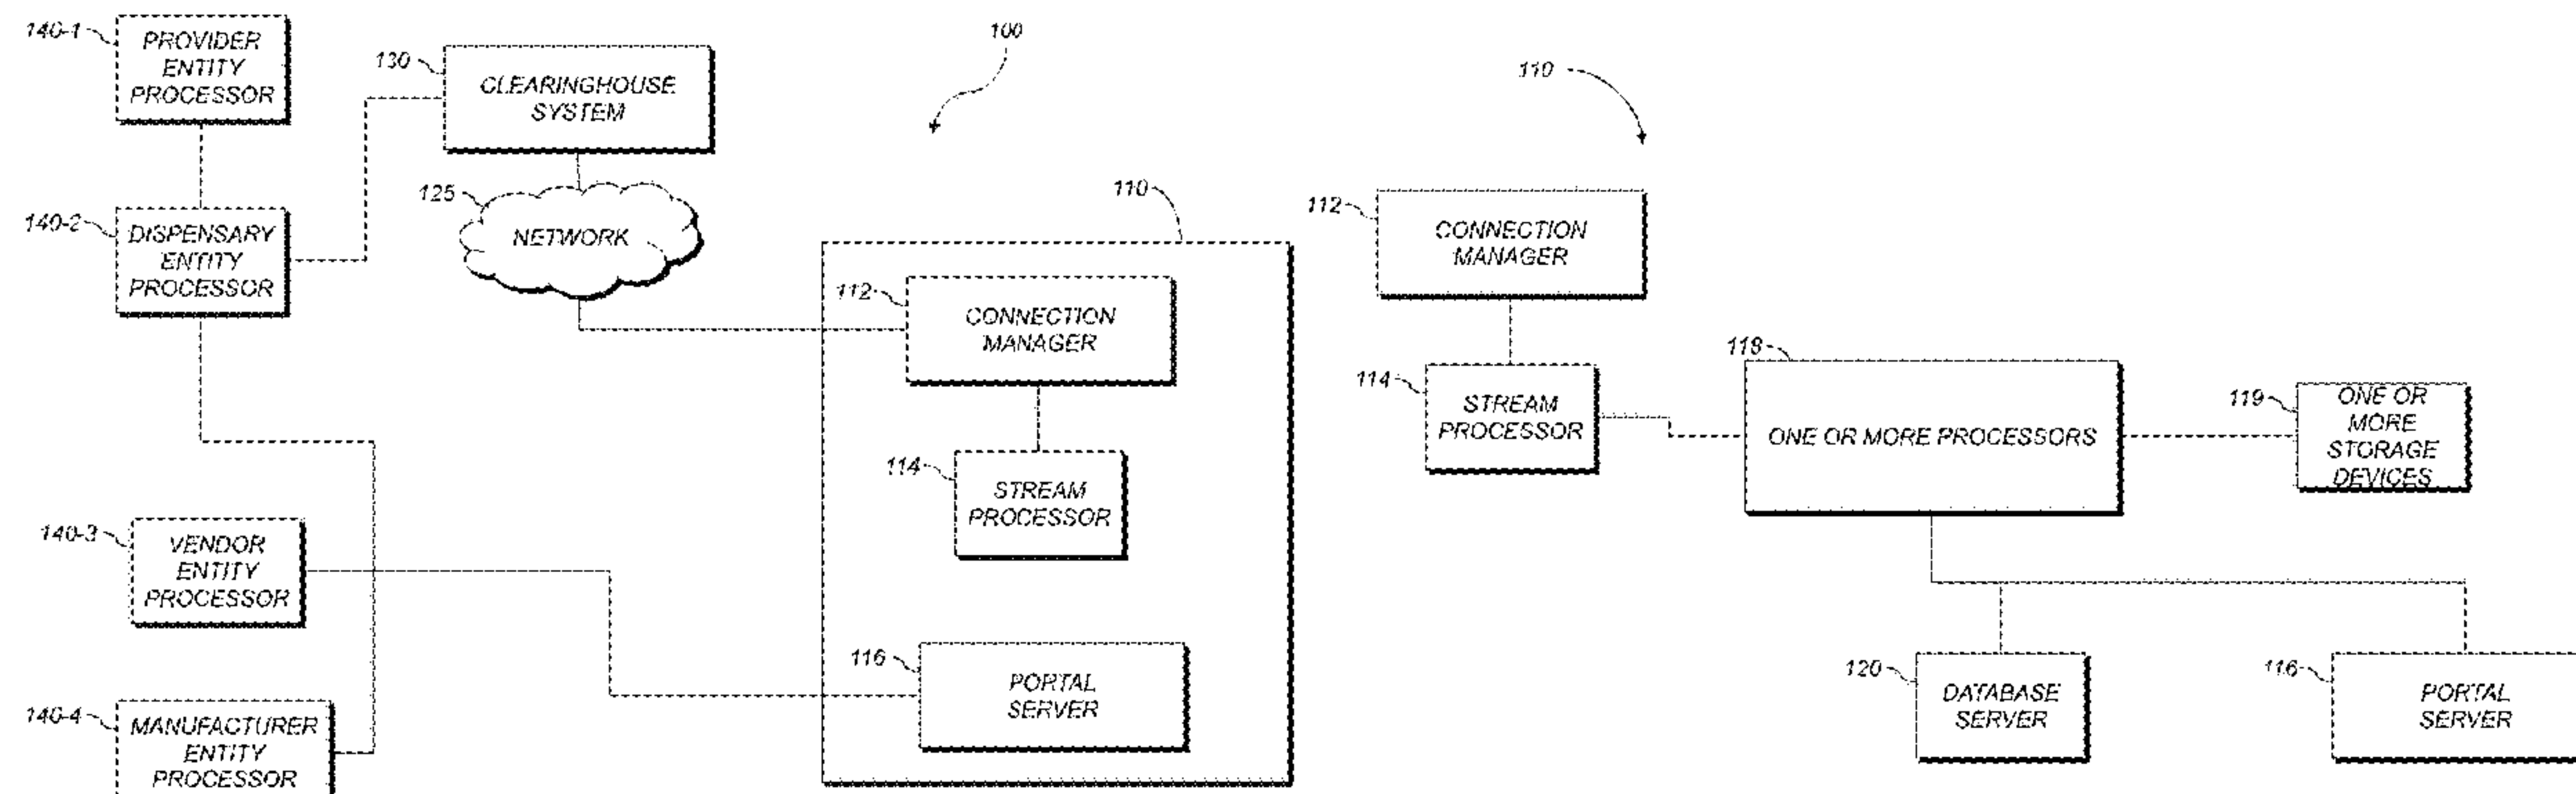 140-1
PROVIDER
ENTITY
PROCESSOR
130
CLEARINGHOUSE
SYSTEM
100
125
NETWORK
140-2
DISPENSARY
ENTITY
PROCESSOR
110
112
CONNECTION
MANAGER
114
STREAM
PROCESSOR
140-3
VENDOR
ENTITY
PROCESSOR
116
PORTAL
SERVER
140-4
MANUFACTURER
ENTITY
PROCESSOR
110
112
CONNECTION
MANAGER
114
STREAM
PROCESSOR
118
ONE OR MORE PROCESSORS
119
ONE OR
MORE
STORAGE
DEVICES
120
DATABASE
SERVER
116
PORTAL
SERVER